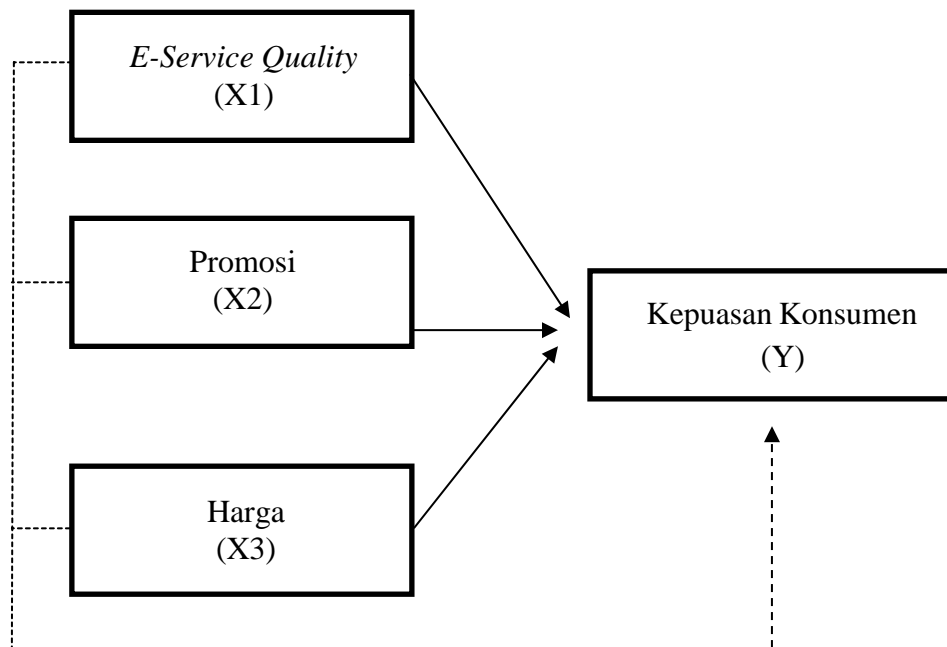 E-Service Quality
(X1)
Promosi
(X2)
Kepuasan Konsumen
(Y)
Harga
(X3)